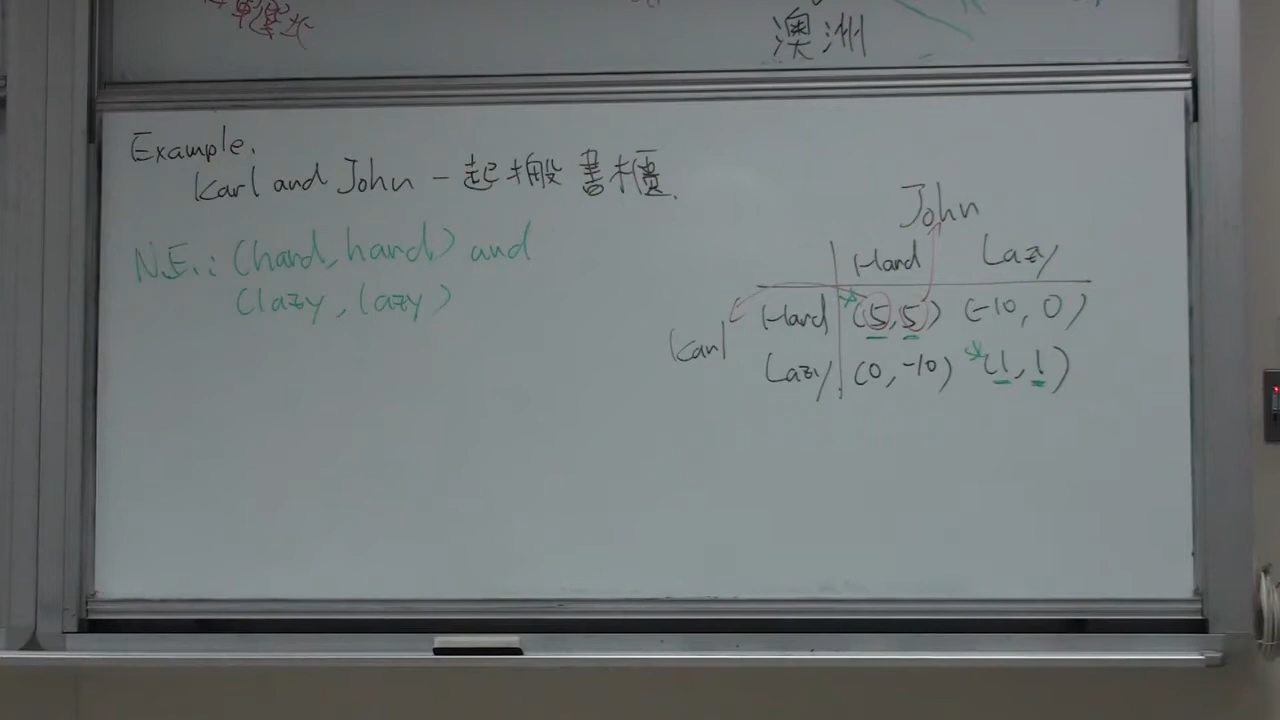 澳洲
Example.
Karl and John 一起搬書櫃.
N.E.: (hard, hard) and
(lazy, lazy)
John
Hard Lazy
Karl
Hard (5,5) (-10, 0)
Lazy (0,-10) (1,1)